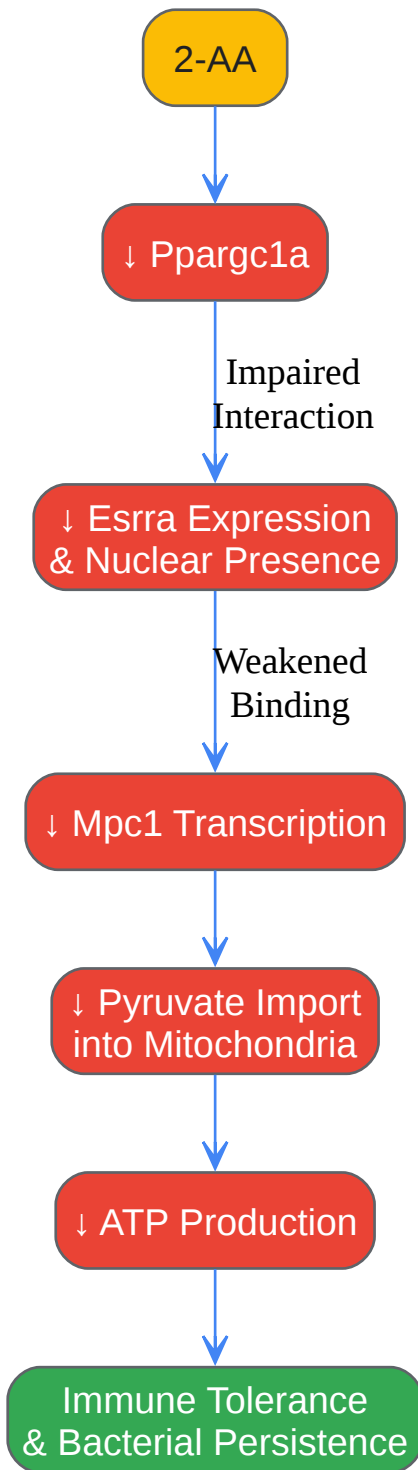 2-AA
↓ Ppargc1a
Impaired
Interaction
↓ Esrra Expression
& Nuclear Presence
Weakened
Binding
↓ Mpc1 Transcription
↓ Pyruvate Import
into Mitochondria
↓ ATP Production
Immune Tolerance
& Bacterial Persistence